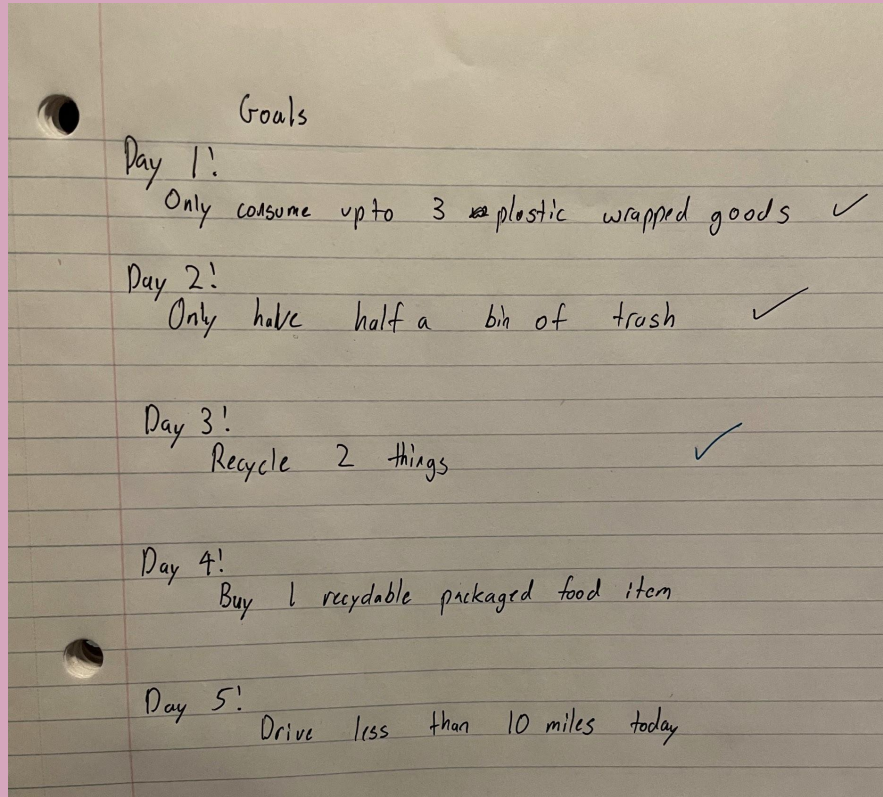 Goals
Day 1!
Only consume up to 3 plastic wrapped goods ✓
Day 2!
Only have half a bin of trash ✓
Day 3!
Recycle 2 things ✓
Day 4!
Buy 1 recyclable packaged food item
Day 5!
Drive less than 10 miles today